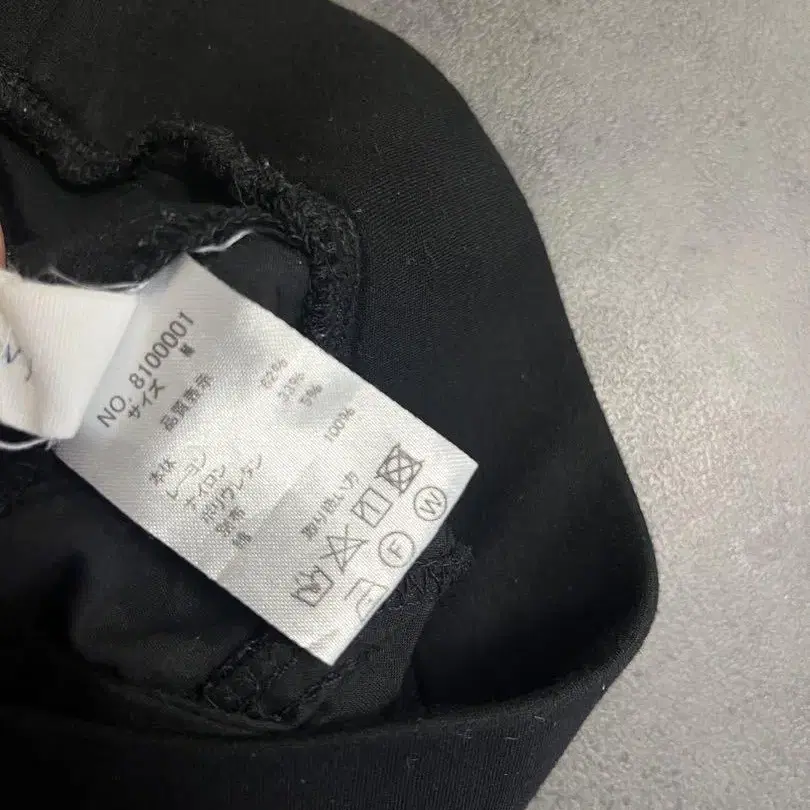 NO. 8100001
サイズ M
品質表示
本体
レーヨン 62%
ナイロン 33%
ポリウレタン 5%
別布
綿 100%
取り扱い方
F W